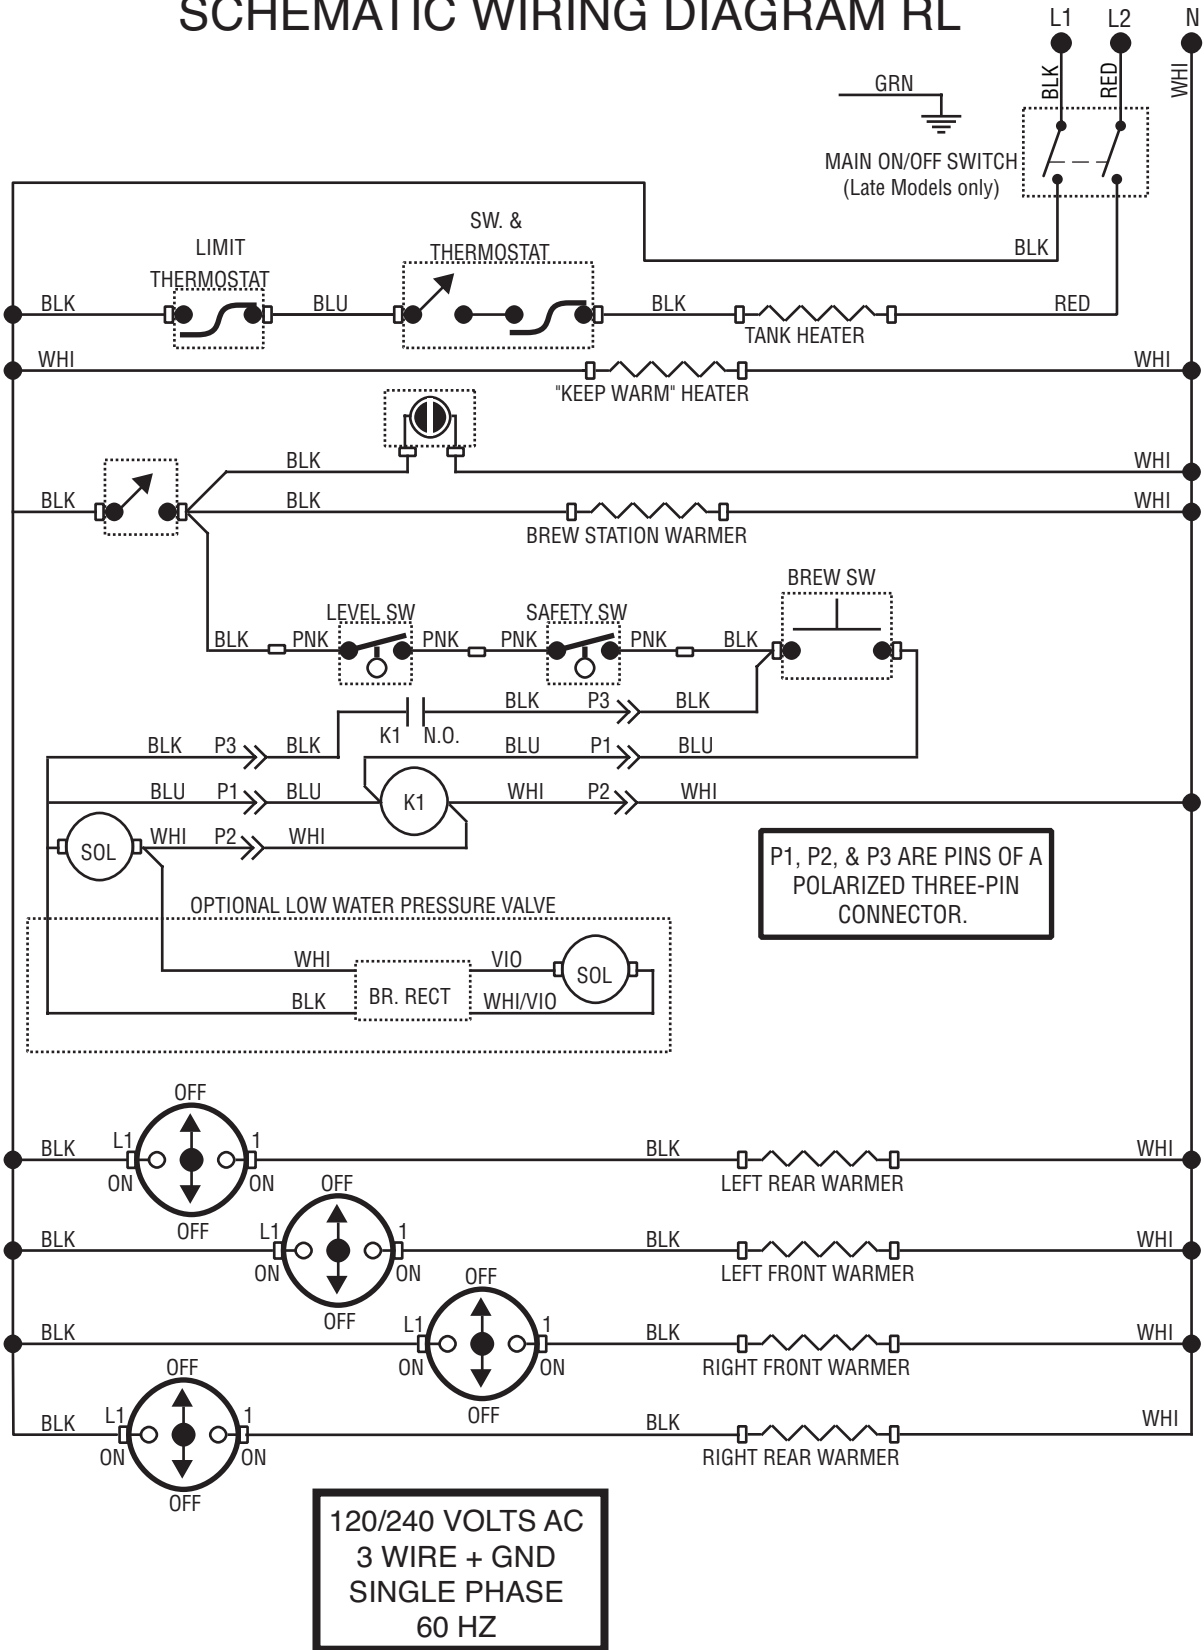 SCHEMATIC WIRING DIAGRAM RL
L1 L2 N
BLK RED WHI
GRN
MAIN ON/OFF SWITCH
(Late Models only)
BLK
LIMIT
THERMOSTAT
SW. &
THERMOSTAT
BLK BLU BLK RED
TANK HEATER
WHI WHI
"KEEP WARM" HEATER
BLK WHI
BLK BLK WHI
BREW STATION WARMER
BREW SW
LEVEL SW SAFETY SW
BLK PNK PNK PNK PNK BLK
BLK P3 BLK
K1 N.O.
BLK P3 BLK BLU P1 BLU
BLU P1 BLU K1 WHI P2 WHI
SOL WHI P2 WHI
P1, P2, & P3 ARE PINS OF A
POLARIZED THREE-PIN
CONNECTOR.
OPTIONAL LOW WATER PRESSURE VALVE
WHI VIO
BR. RECT SOL
BLK WHI/VIO
OFF
BLK L1 1 BLK WHI
ON ON LEFT REAR WARMER
OFF
OFF
BLK L1 1 BLK WHI
ON ON LEFT FRONT WARMER
OFF
OFF
BLK L1 1 BLK WHI
ON ON RIGHT FRONT WARMER
OFF
OFF
BLK L1 1 BLK WHI
ON ON RIGHT REAR WARMER
OFF
120/240 VOLTS AC
3 WIRE + GND
SINGLE PHASE
60 HZ